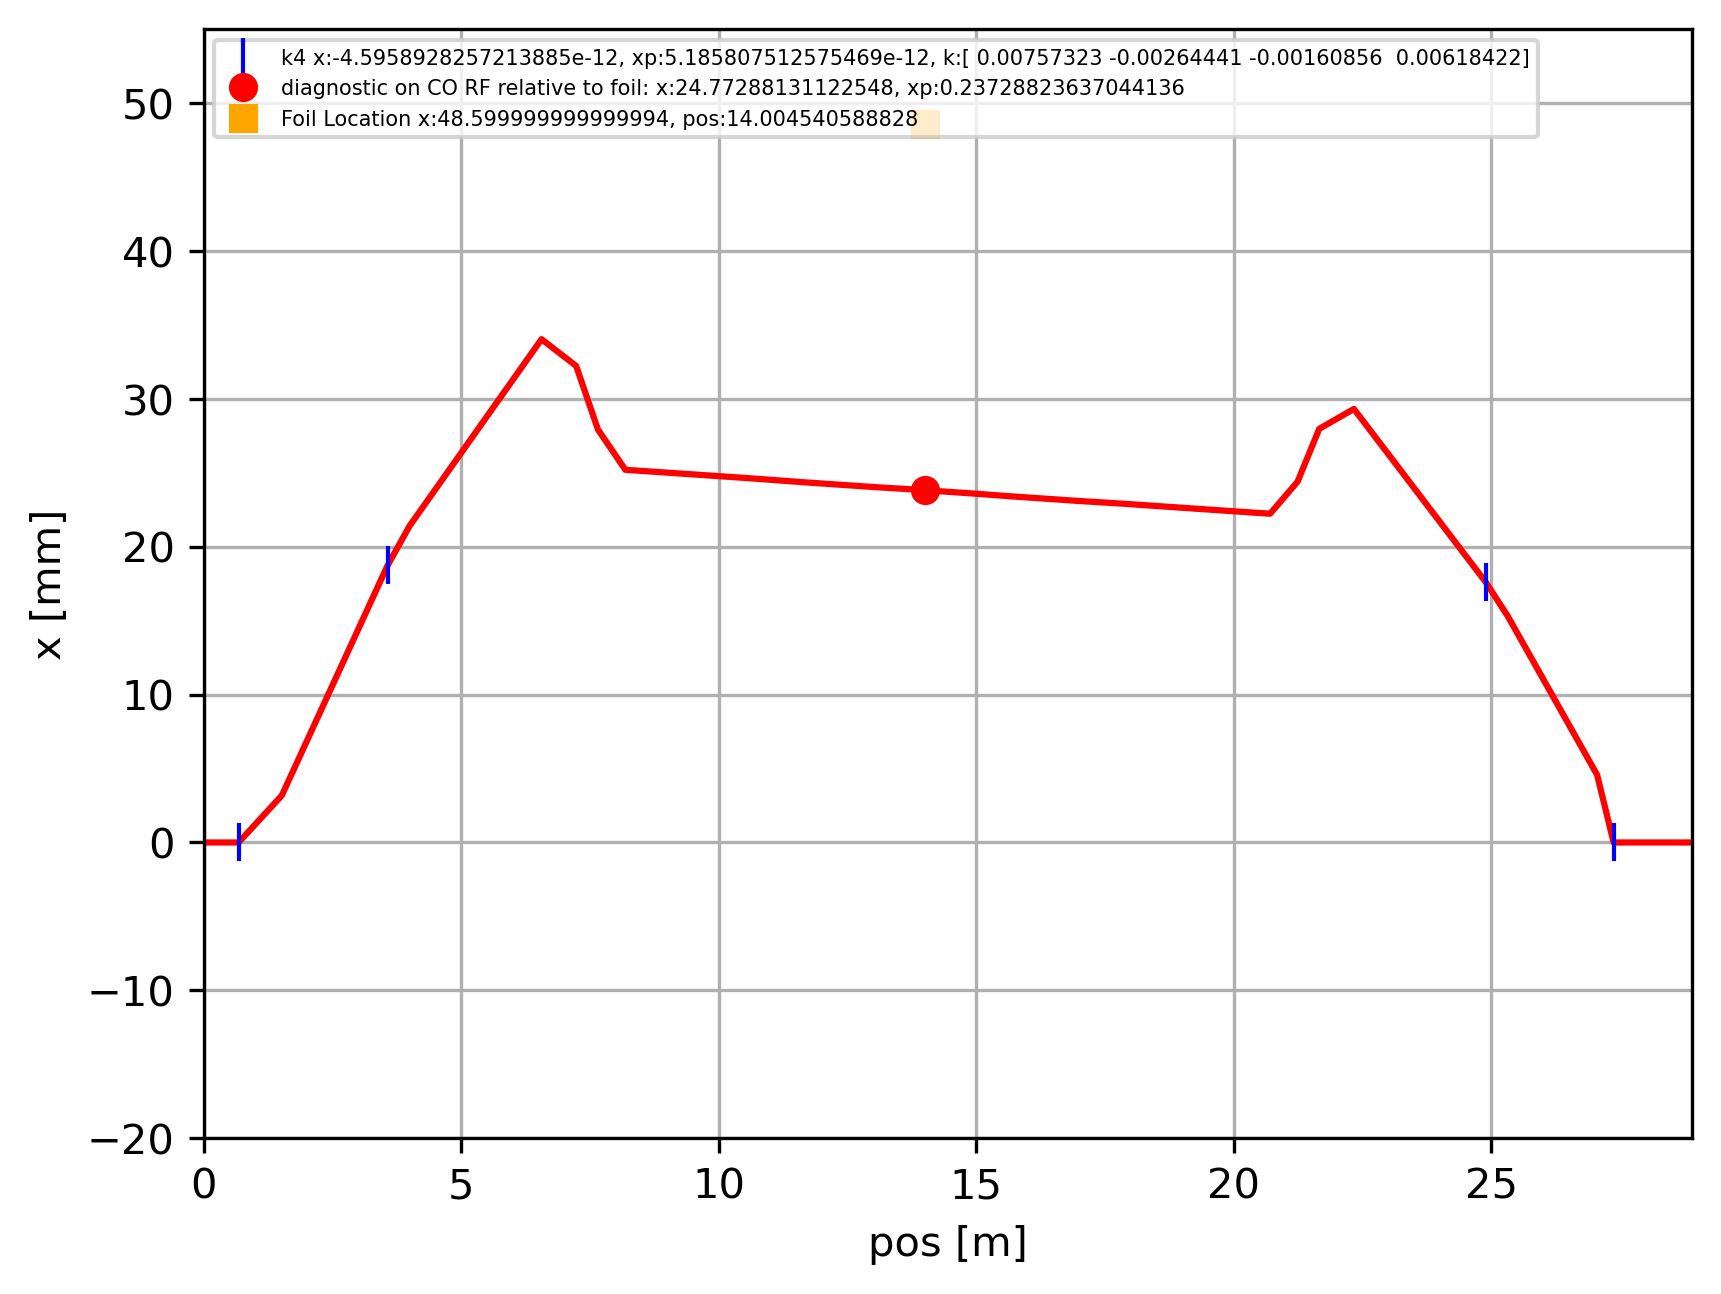 k4 x:-4.5958928257213885e-12, xp:5.185807512575469e-12, k:[ 0.00757323 -0.00264441 -0.00160856  0.00618422]
diagnostic on CO RF relative to foil: x:24.77288131122548, xp:0.23728823637044136
Foil Location x:48.599999999999994, pos:14.004540588828
50
40
30
20
10
0
−10
−20
x [mm]
0 5 10 15 20 25
pos [m]